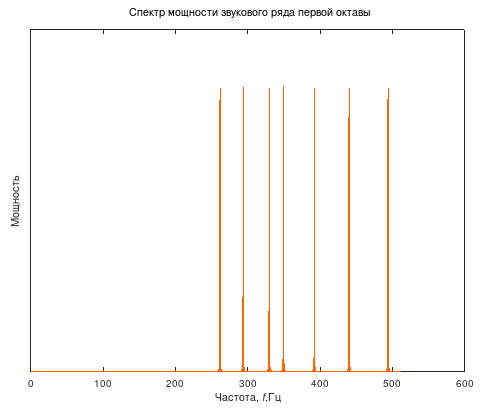 Спектр мощности звукового ряда первой октавы
Мощность
0 100 200 300 400 500 600
Частота, f,Гц